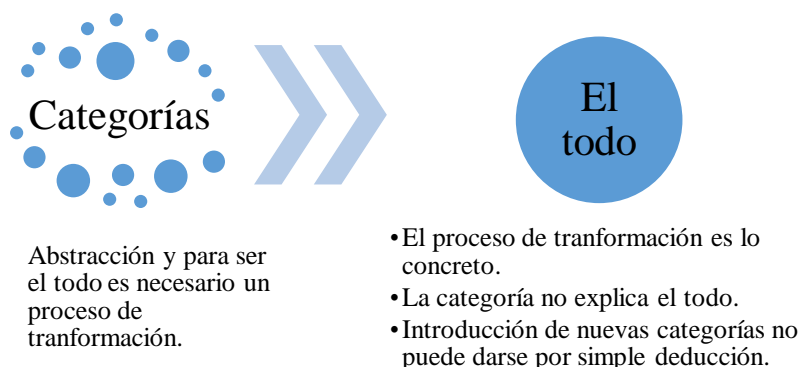 Categorías
El
todo
Abstracción y para ser
el todo es necesario un
proceso de
tranformación.
•El proceso de tranformación es lo
concreto.
•La categoría no explica el todo.
•Introducción de nuevas categorías no
puede darse por simple deducción.